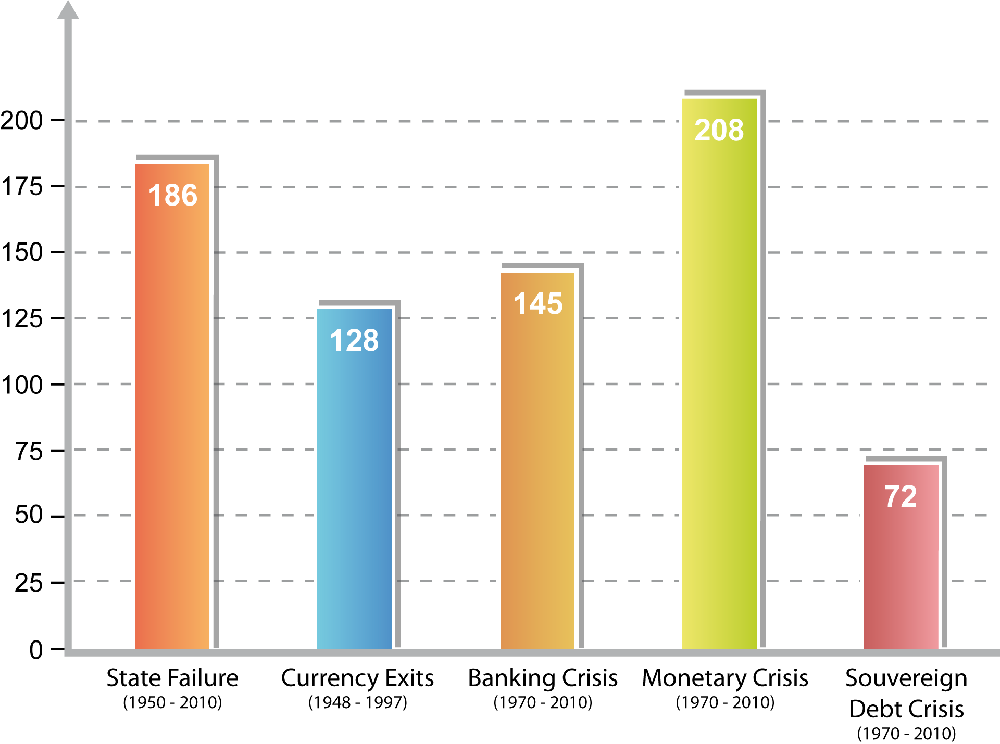 200
175
150
125
100
75
50
25
0
186
128
145
208
72
State Failure
(1950 - 2010)
Currency Exits
(1948 - 1997)
Banking Crisis
(1970 - 2010)
Monetary Crisis
(1970 - 2010)
Souvereign
Debt Crisis
(1970 - 2010)